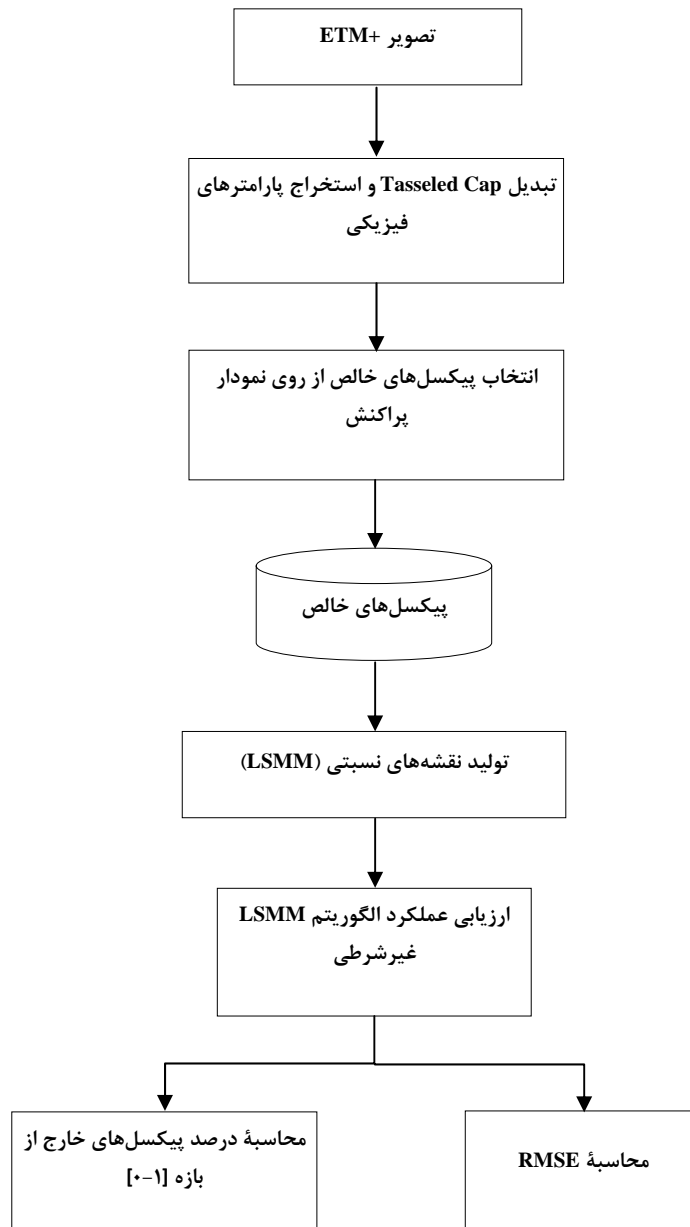 تصویر ETM+
تبدیل Tasseled Cap و استخراج پارامترهای
فیزیکی
انتخاب پیکسل‌های خالص از روی نمودار
پراکنش
پیکسل‌های خالص
تولید نقشه‌های نسبتی (LSMM)
ارزیابی عملکرد الگوریتم LSMM
غیرشرطی
محاسبۀ درصد پیکسل‌های خارج از
بازه [۰-۱]
محاسبۀ RMSE